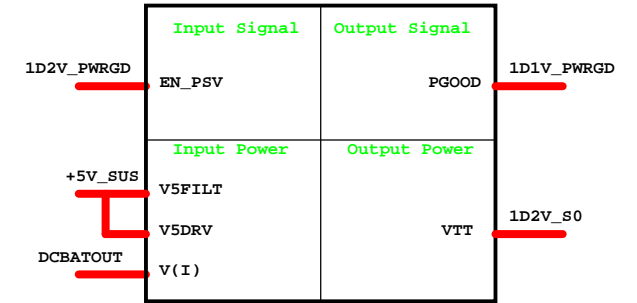 Input Signal Output Signal
1D2V_PWRGD EN_PSV PGOOD 1D1V_PWRGD
Input Power Output Power
+5V_SUS V5FILT
V5DRV VTT 1D2V_S0
DCBATOUT V(I)